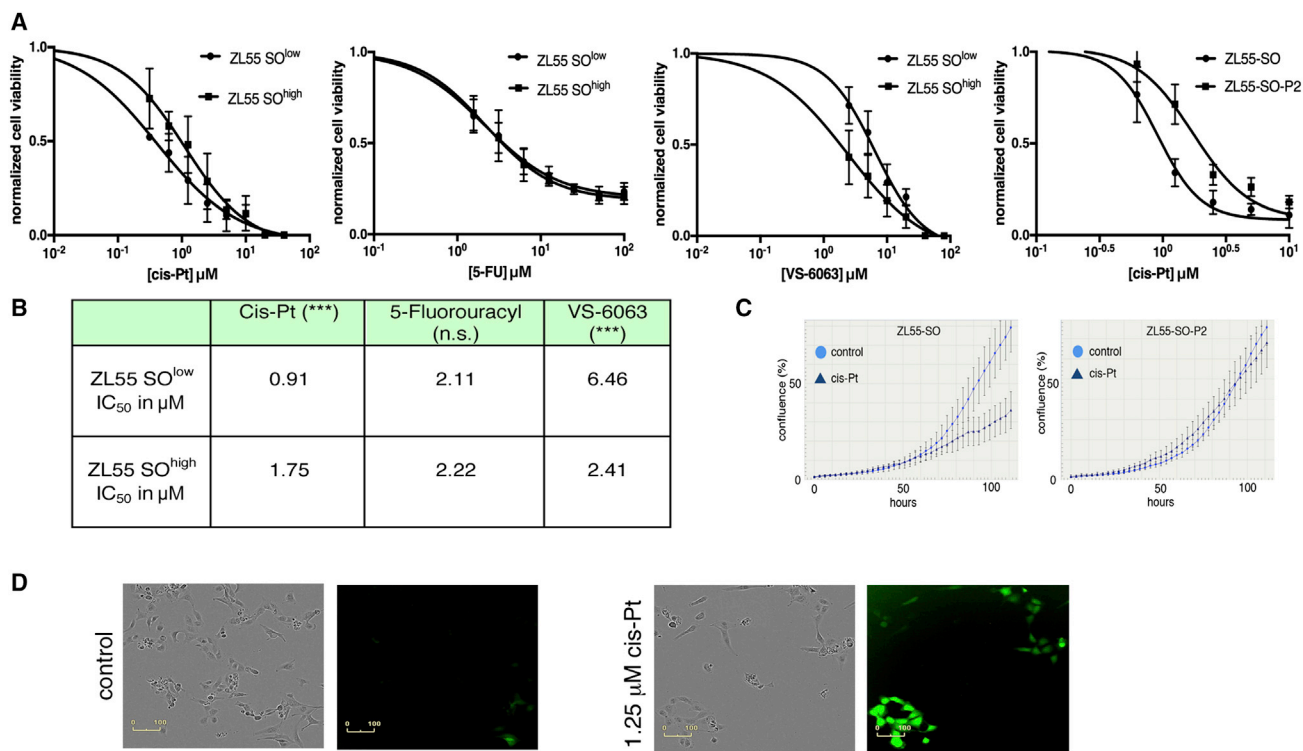 A
normalized cell viability
1.0
0.5
0.0
10-2
10-1
100
101
102
[cis-Pt] µM
ZL55 SOlow
ZL55 SOhigh
normalized cell viability
1.0
0.5
0.0
100
101
102
[5-FU] µM
ZL55 SOlow
ZL55 SOhigh
normalized cell viability
1.0
0.5
0.0
10-2
10-1
100
101
102
[VS-6063] µM
ZL55 SOlow
ZL55 SOhigh
normalized cell viability
1.0
0.5
0.0
10-1
10-0.5
100.0
100.5
101
[cis-Pt] µM
ZL55-SO
ZL55-SO-P2
B
Cis-Pt (***)
5-Fluorouracyl
(n.s.)
VS-6063
(***)
ZL55 SOlow
IC50 in µM
0.91
2.11
6.46
ZL55 SOhigh
IC50 in µM
1.75
2.22
2.41
C
ZL55-SO
control
cis-Pt
confluence (%)
50
0
0
50
100
hours
ZL55-SO-P2
control
cis-Pt
confluence (%)
50
0
0
50
100
hours
D
control
0 100
0 100
1.25 µM cis-Pt
0 100
0 100